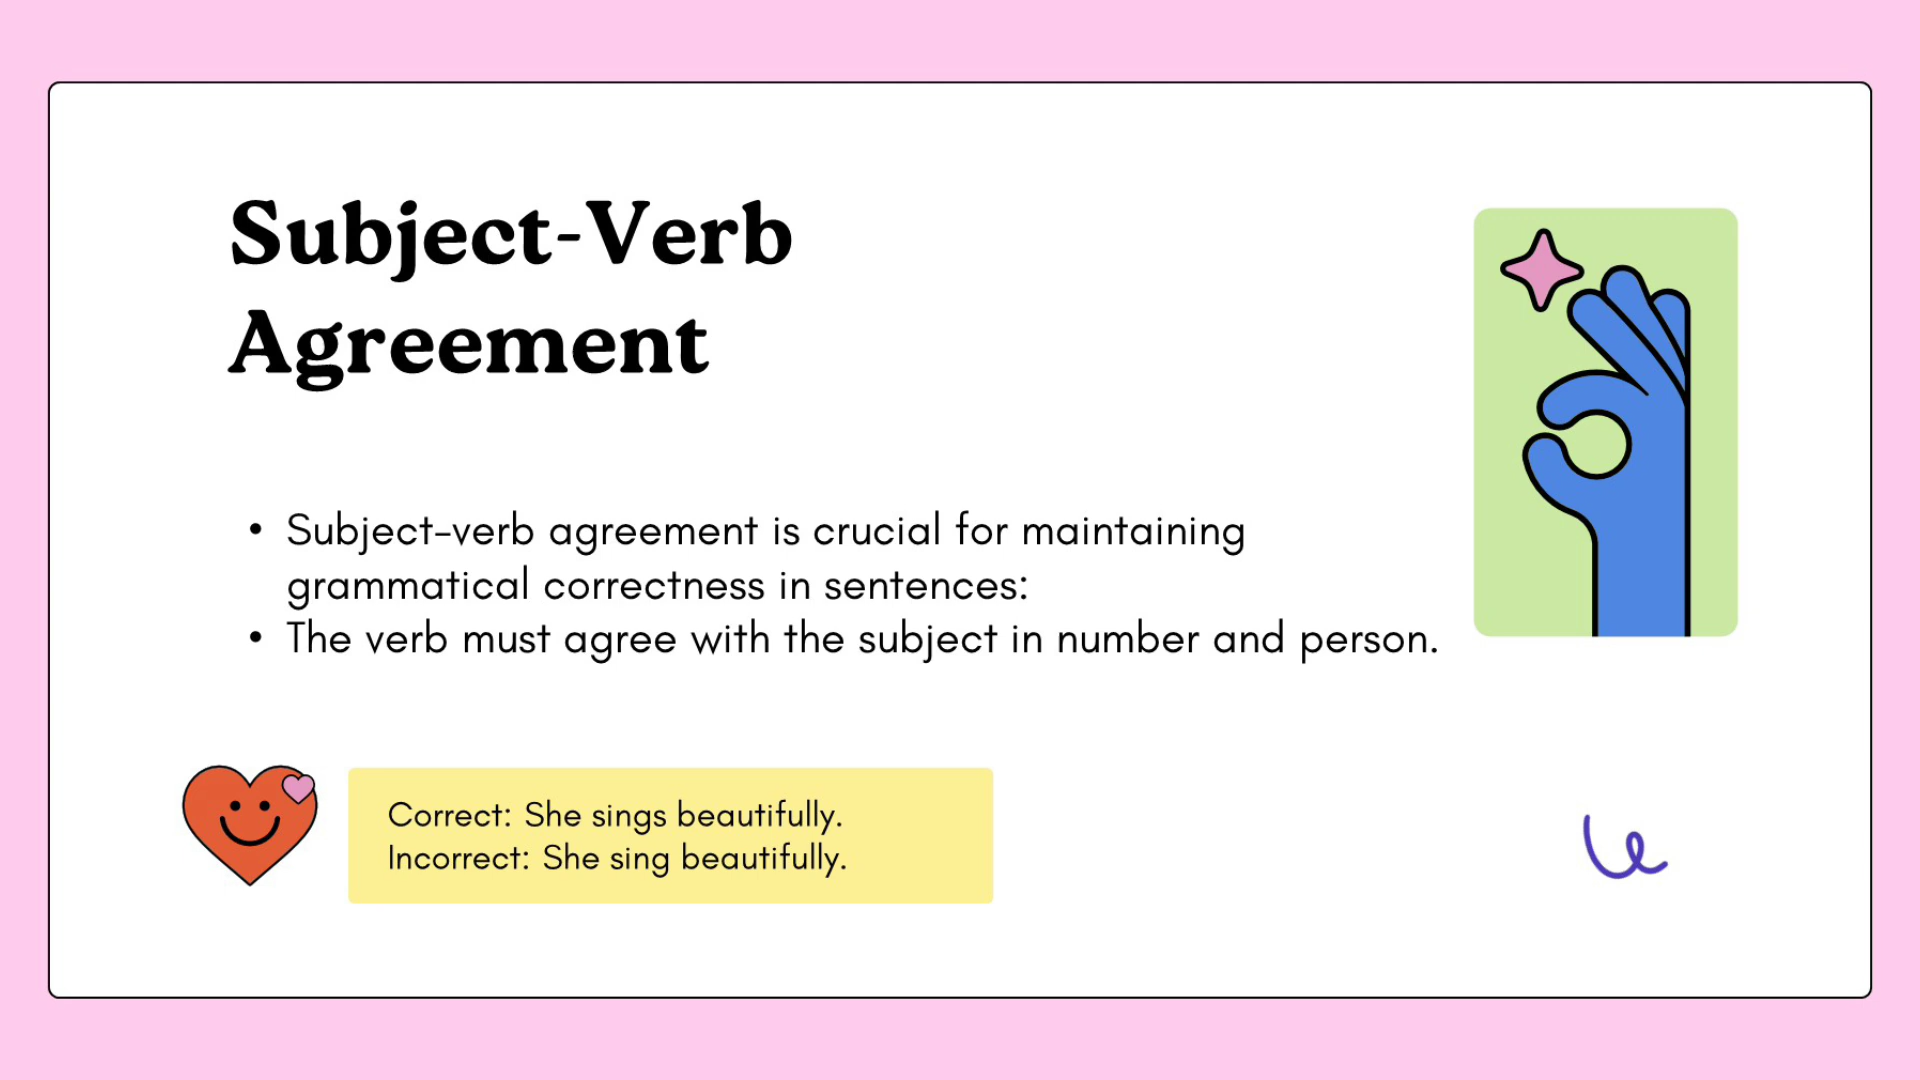 Subject-Verb
Agreement
• Subject-verb agreement is crucial for maintaining
grammatical correctness in sentences:
• The verb must agree with the subject in number and person.
Correct: She sings beautifully.
Incorrect: She sing beautifully.